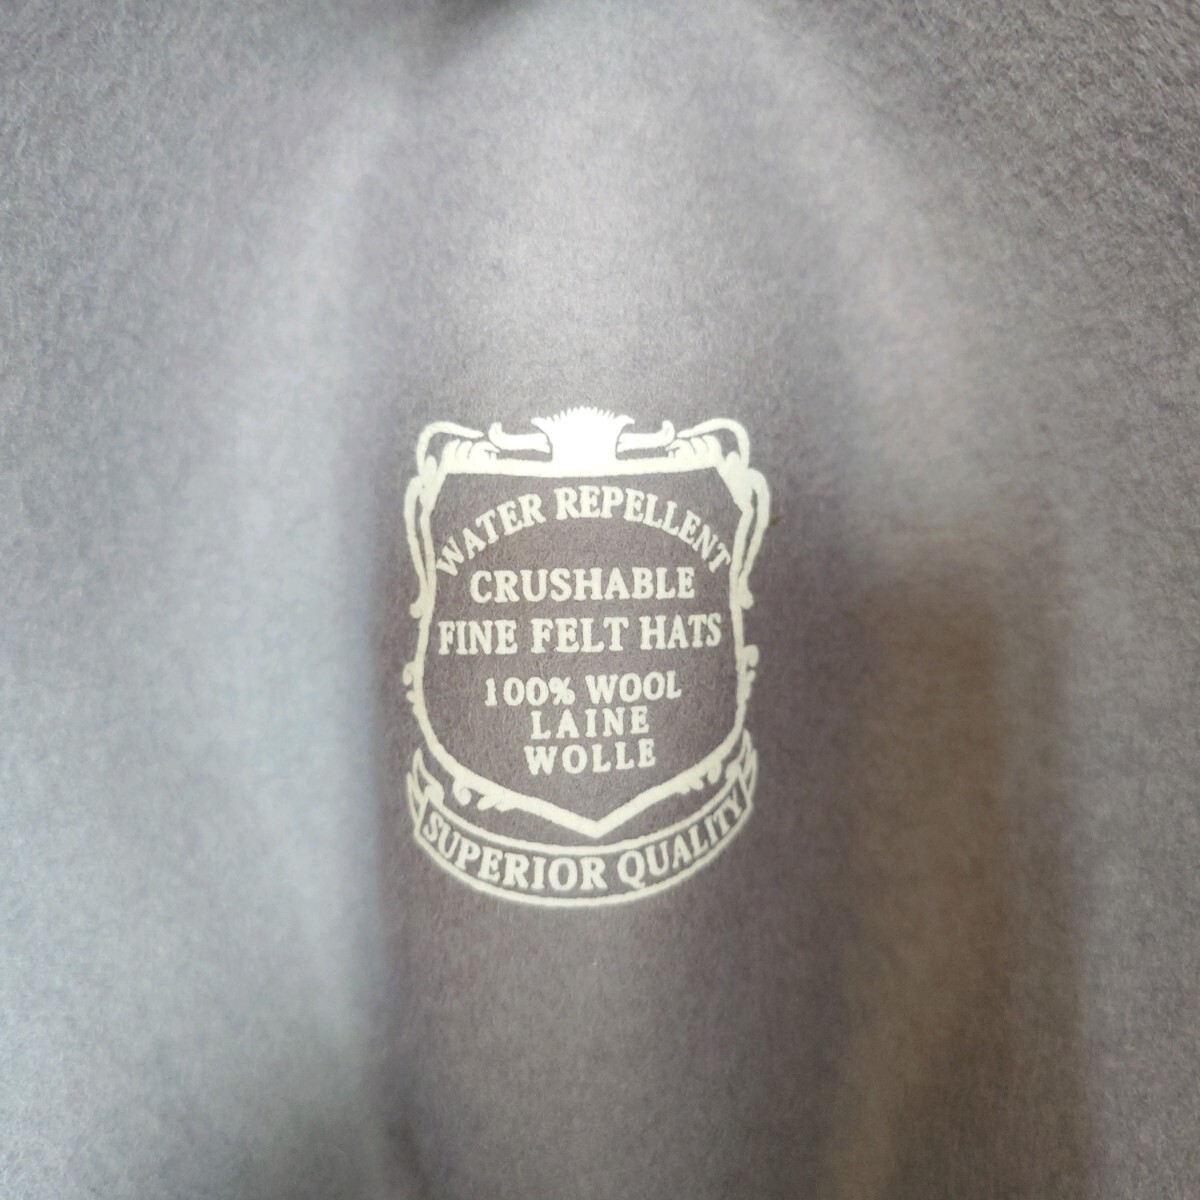 WATER REPELLENT
CRUSHABLE
FINE FELT HATS
100% WOOL
LAINE
WOLLE
SUPERIOR QUALITY